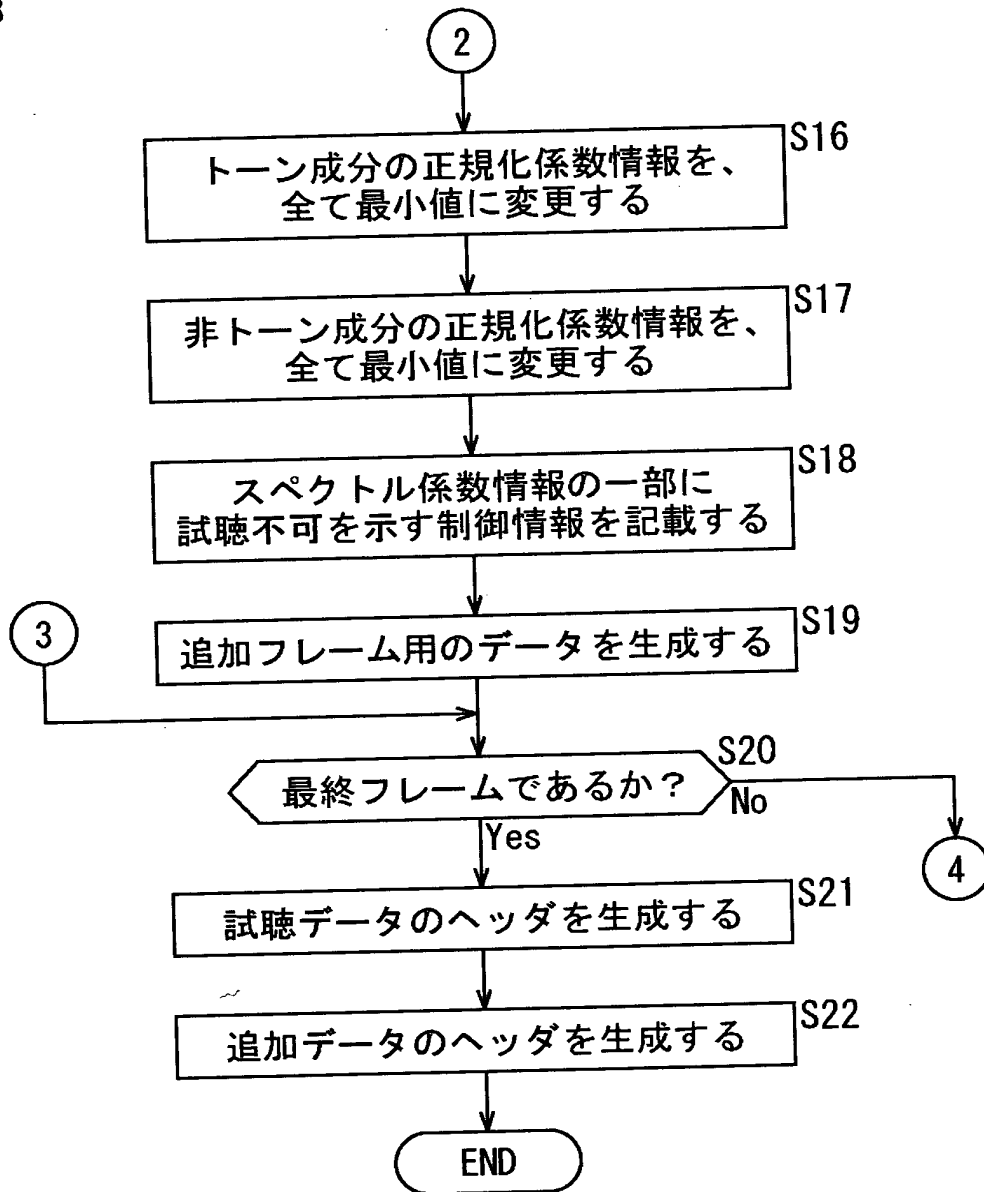 2
S16
トーン成分の正規化係数情報を、
全て最小値に変更する
S17
非トーン成分の正規化係数情報を、
全て最小値に変更する
S18
スペクトル係数情報の一部に
試聴不可を示す制御情報を記載する
3
S19
追加フレーム用のデータを生成する
S20
最終フレームであるか？
No
Yes
4
S21
試聴データのヘッダを生成する
S22
追加データのヘッダを生成する
END